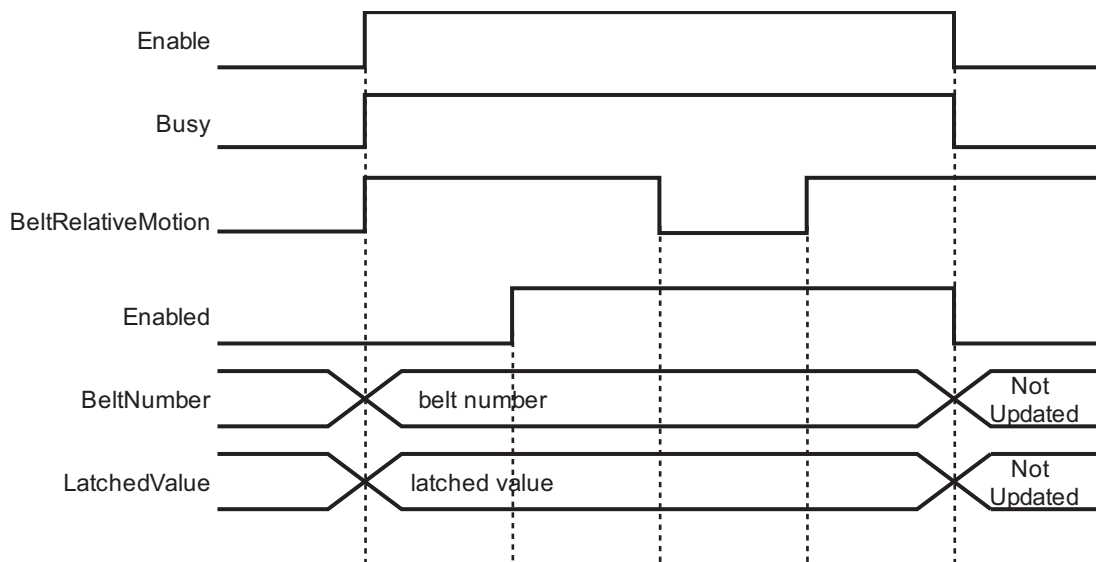 Enable
Busy
BeltRelativeMotion
Enabled
BeltNumber
belt number
Not
Updated
LatchedValue
latched value
Not
Updated